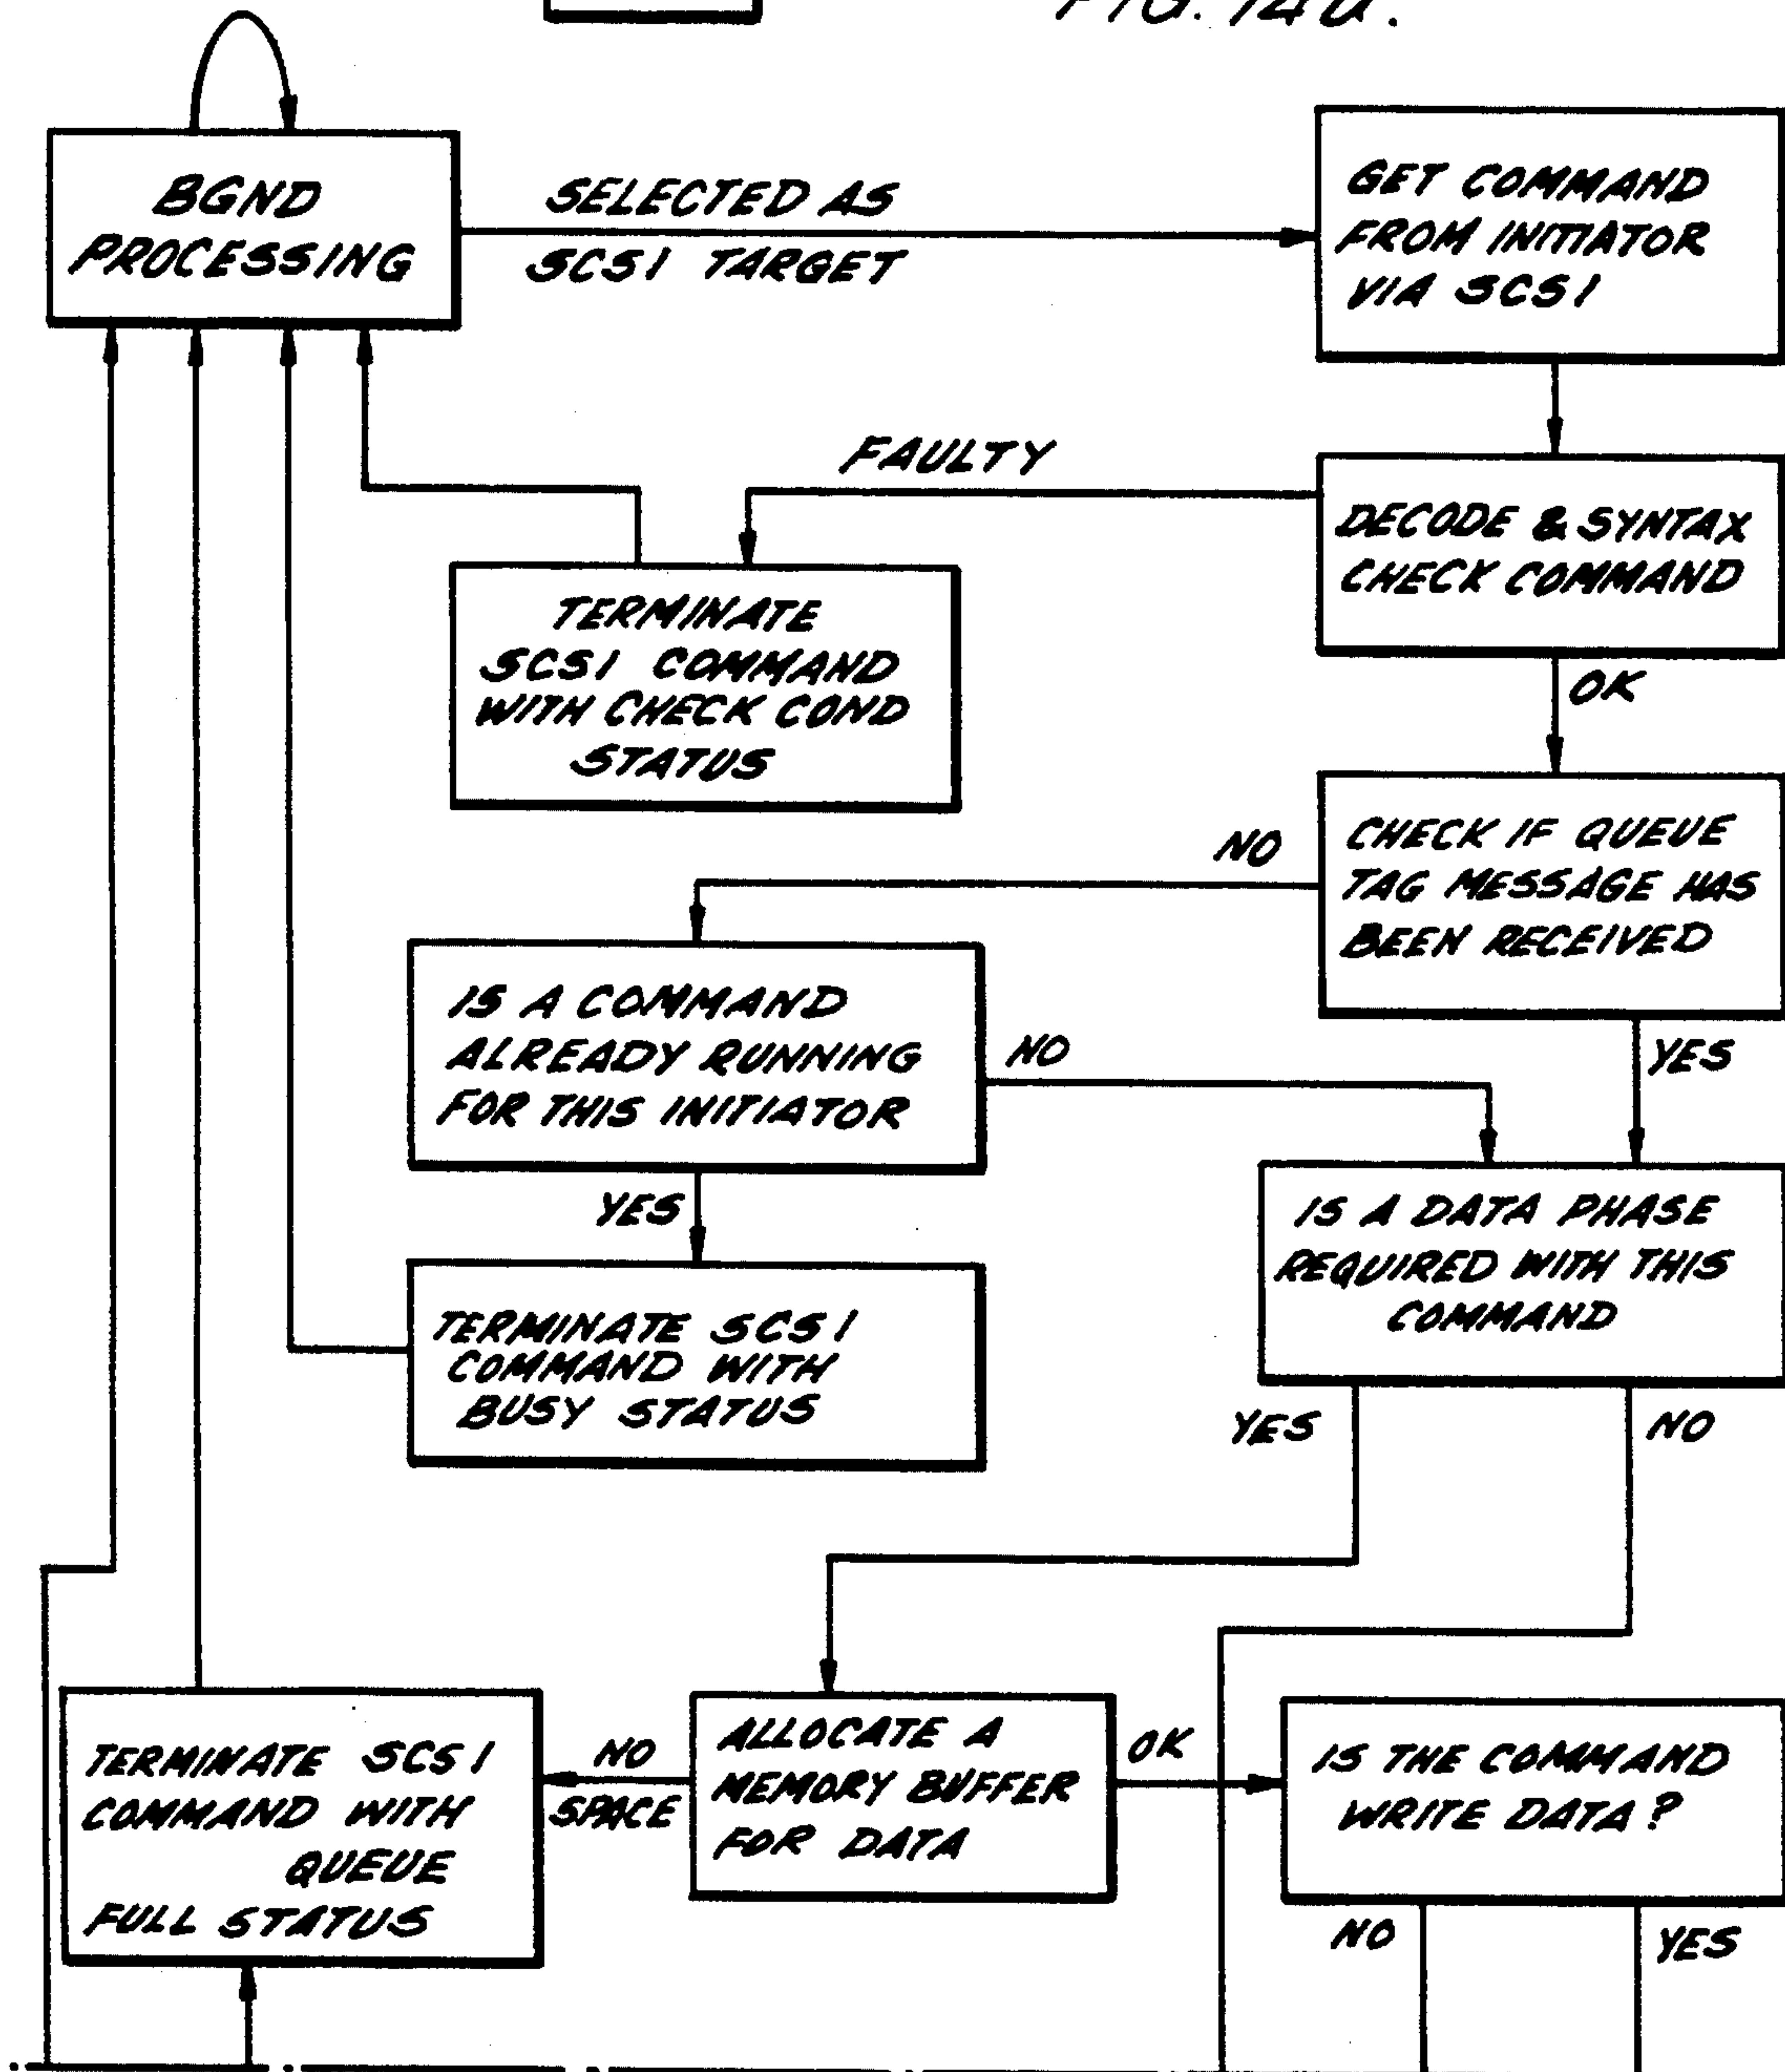 FIG. 14a.
BGND
PROCESSING
SELECTED AS
SCSI TARGET
GET COMMAND
FROM INITIATOR
VIA SCSI
FAULTY
DECODE & SYNTAX
CHECK COMMAND
OK
TERMINATE
SCSI COMMAND
WITH CHECK COND
STATUS
NO
CHECK IF QUEUE
TAG MESSAGE HAS
BEEN RECEIVED
YES
IS A COMMAND
ALREADY RUNNING
FOR THIS INITIATOR
NO
YES
IS A DATA PHASE
REQUIRED WITH THIS
COMMAND
TERMINATE SCSI
COMMAND WITH
BUSY STATUS
YES
NO
TERMINATE SCSI
COMMAND WITH
QUEUE
FULL STATUS
NO
SPACE
ALLOCATE A
MEMORY BUFFER
FOR DATA
OK
IS THE COMMAND
WRITE DATA?
NO
YES